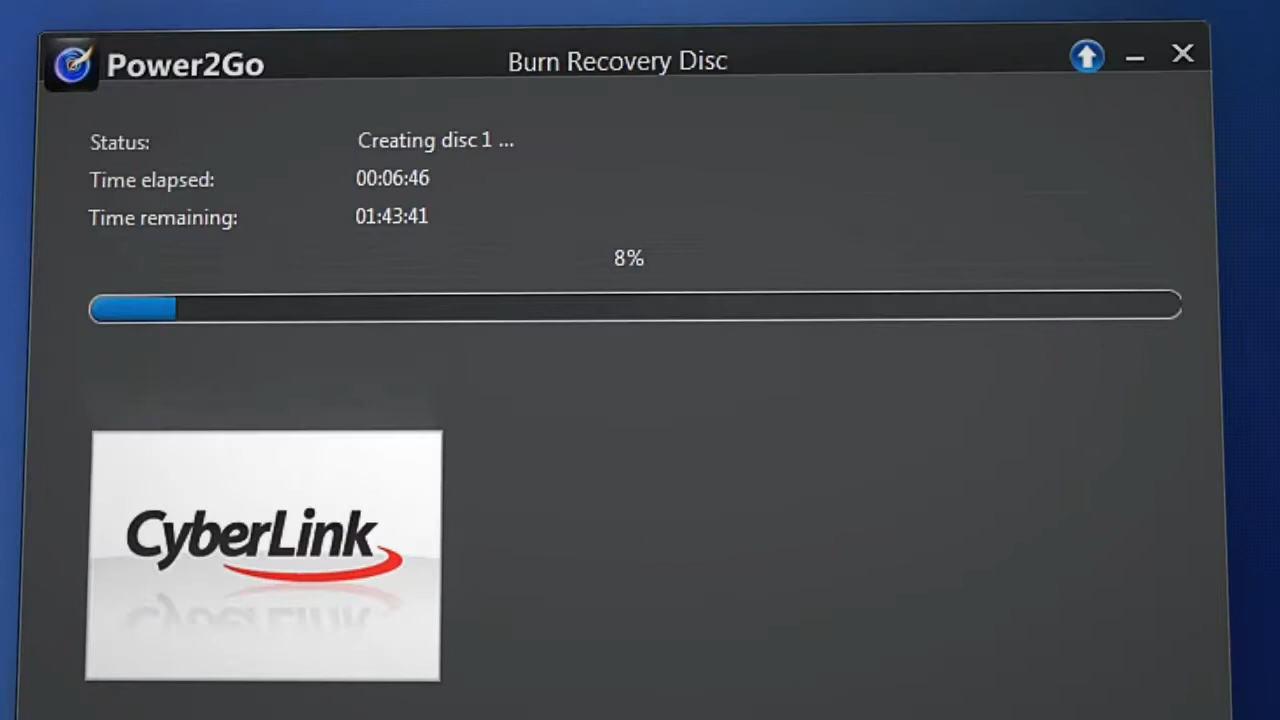 Power2Go
Burn Recovery Disc
Status: Creating disc 1 ...
Time elapsed: 00:06:46
Time remaining: 01:43:41
8%
CyberLink